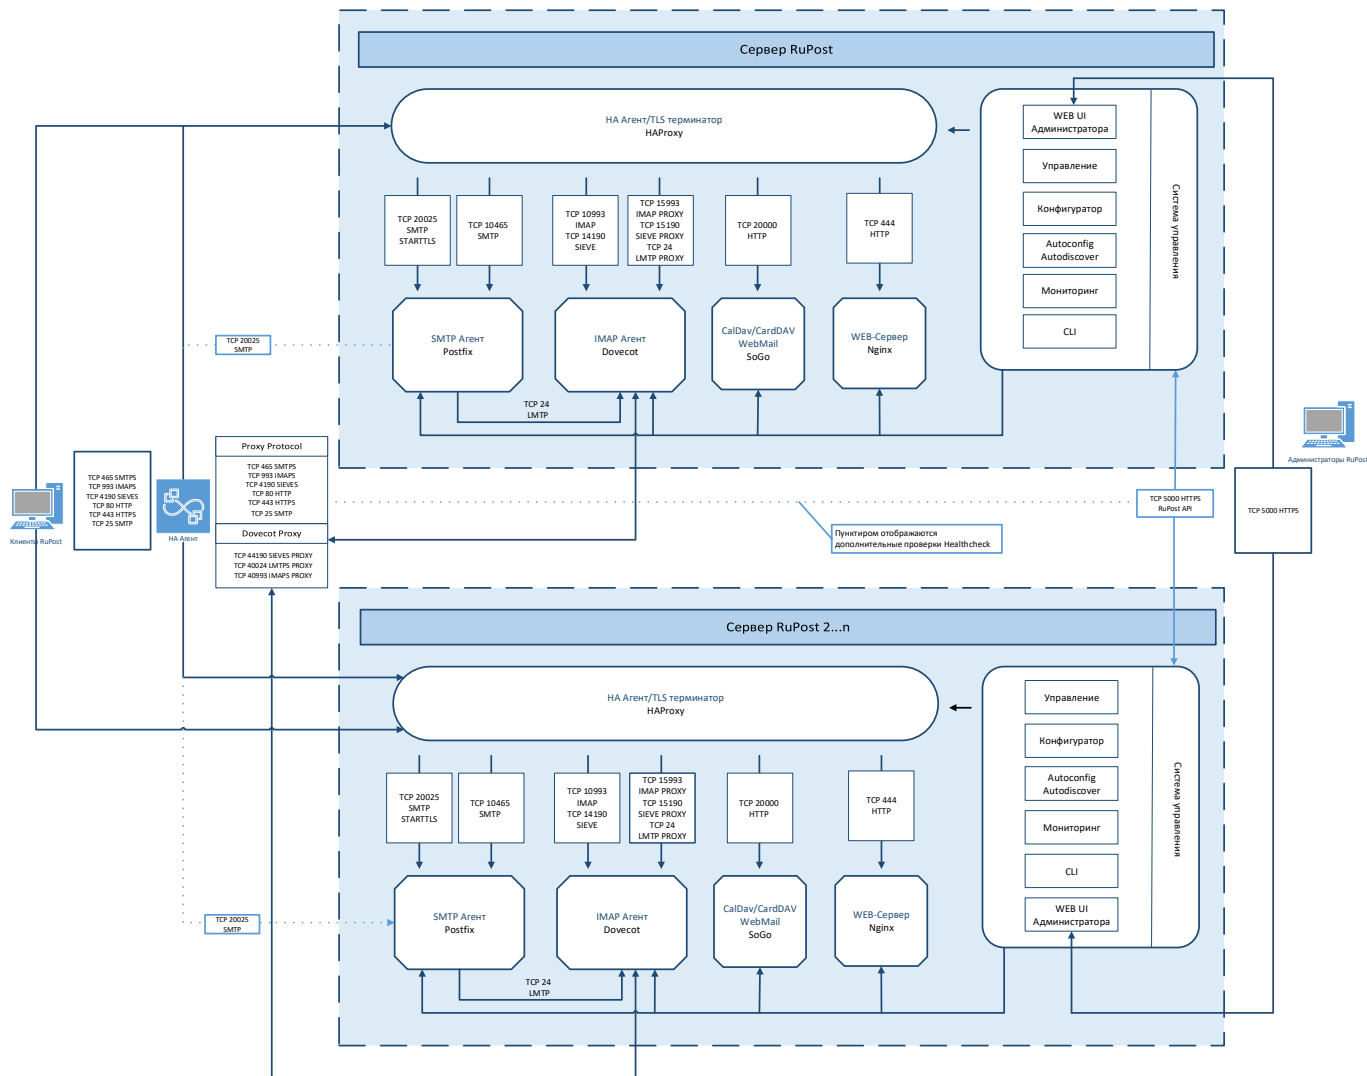 Сервер RuPost
HA Агент/TLS терминатор
HAProxy
TCP 20025
SMTP
STARTTLS
TCP 10465
SMTP
TCP 10993
IMAP
TCP 14190
SIEVE
TCP 15993
IMAP PROXY
TCP 15190
SIEVE PROXY
TCP 24
LMTP PROXY
TCP 20000
HTTP
TCP 444
HTTP
SMTP Агент
Postfix
IMAP Агент
Dovecot
CalDav/CardDAV
WebMail
SoGo
WEB-Сервер
Nginx
TCP 24
LMTP
WEB UI
Администратора
Управление
Конфигуратор
Autoconfig
Autodiscover
Мониторинг
CLI
Система управления
TCP 20025
SMTP
Proxy Protocol
TCP 465 SMTPS
TCP 993 IMAPS
TCP 4190 SIEVES
TCP 80 HTTP
TCP 443 HTTPS
TCP 25 SMTP
Dovecot Proxy
TCP 44190 SIEVES PROXY
TCP 40024 LMTPS PROXY
TCP 40993 IMAPS PROXY
TCP 465 SMTPS
TCP 993 IMAPS
TCP 4190 SIEVES
TCP 80 HTTP
TCP 443 HTTPS
TCP 25 SMTP
Клиенты RuPost
HA Агент
Пунктиром отображаются
дополнительные проверки Healthcheck
TCP 5000 HTTPS
RuPost API
TCP 5000 HTTPS
Администраторы RuPost
Сервер RuPost 2...n
HA Агент/TLS терминатор
HAProxy
TCP 20025
SMTP
STARTTLS
TCP 10465
SMTP
TCP 10993
IMAP
TCP 14190
SIEVE
TCP 15993
IMAP PROXY
TCP 15190
SIEVE PROXY
TCP 24
LMTP PROXY
TCP 20000
HTTP
TCP 444
HTTP
SMTP Агент
Postfix
IMAP Агент
Dovecot
CalDav/CardDAV
WebMail
SoGo
WEB-Сервер
Nginx
TCP 24
LMTP
Управление
Конфигуратор
Autoconfig
Autodiscover
Мониторинг
CLI
WEB UI
Администратора
Система управления
TCP 20025
SMTP